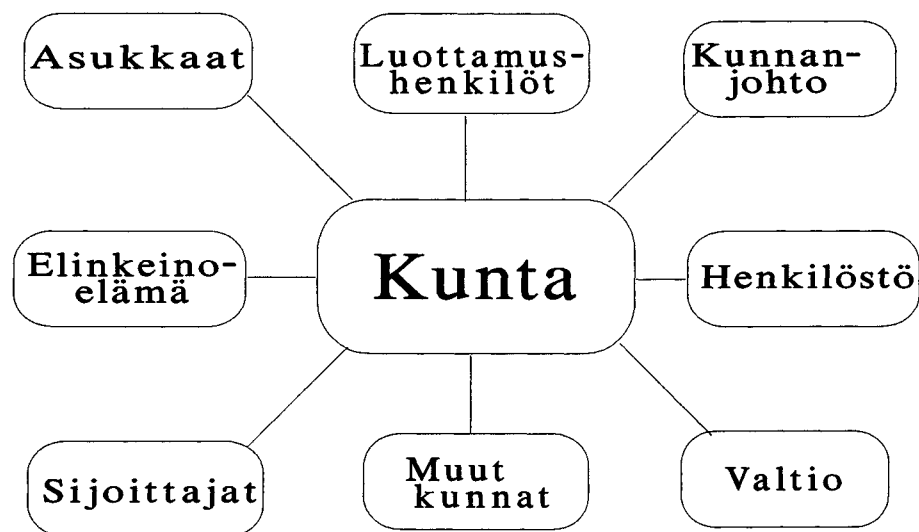 Asukkaat
Luottamus-
henkilöt
Kunnan-
johto
Elinkeino-
elämä
Kunta
Henkilöstö
Sijoittajat
Muut
kunnat
Valtio